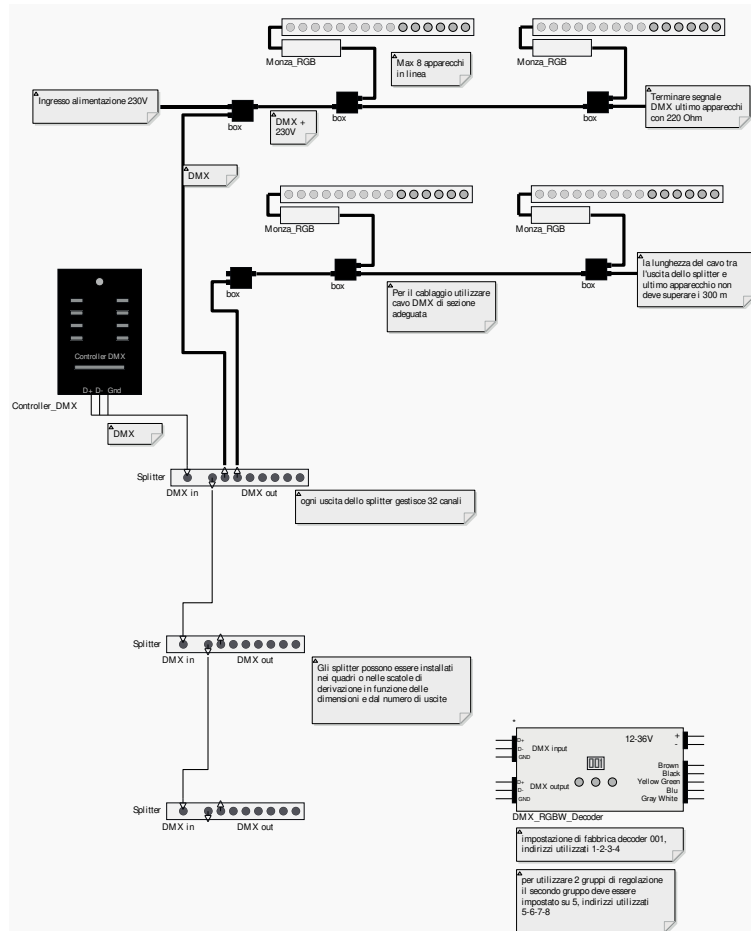 Monza_RGB
Monza_RGB
Max 8 apparecchi
in linea
Ingresso alimentazione 230V
box
DMX +
230V
box
box
Terminare segnale
DMX ultimo apparecchi
con 220 Ohm
DMX
Monza_RGB
Monza_RGB
box
box
box
la lunghezza del cavo tra
l'uscita dello splitter e
ultimo apparecchio non
deve superare i 300 m
Per il cablaggio utilizzare
cavo DMX di sezione
adeguata
Controller DMX
D+ D- Gnd
Controller_DMX
DMX
Splitter
DMX in
DMX out
ogni uscita dello splitter gestisce 32 canali
Splitter
DMX in
DMX out
Gli splitter possono essere installati
nei quadri o nelle scatole di
derivazione in funzione delle
dimensioni e dal numero di uscite
Splitter
DMX in
DMX out
*
D+
D-
GND
DMX input
12-36V
+
-
001
D+
D-
GND
DMX output
Brown
Black
Yellow Green
Blu
Gray White
DMX_RGBW_Decoder
impostazione di fabbrica decoder 001,
indirizzi utilizzati 1-2-3-4
per utilizzare 2 gruppi di regolazione
il secondo gruppo deve essere
impostato su 5, indirizzi utilizzati
5-6-7-8